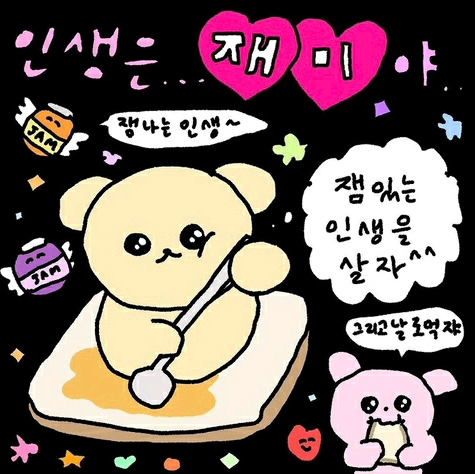 인생은... 재미야..
JAM
잼나는 인생~
잼있는
인생을
살자^^
JAM
그리고 날 로먹쟈